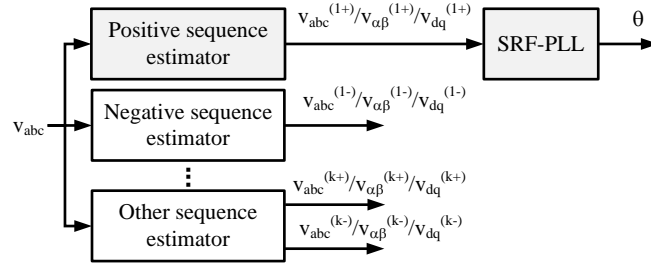 Positive sequence
estimator
v_abc^(1+)/v_αβ^(1+)/v_dq^(1+)
SRF-PLL
θ
v_abc
Negative sequence
estimator
v_abc^(1-)/v_αβ^(1-)/v_dq^(1-)
Other sequence
estimator
v_abc^(k+)/v_αβ^(k+)/v_dq^(k+)
v_abc^(k-)/v_αβ^(k-)/v_dq^(k-)